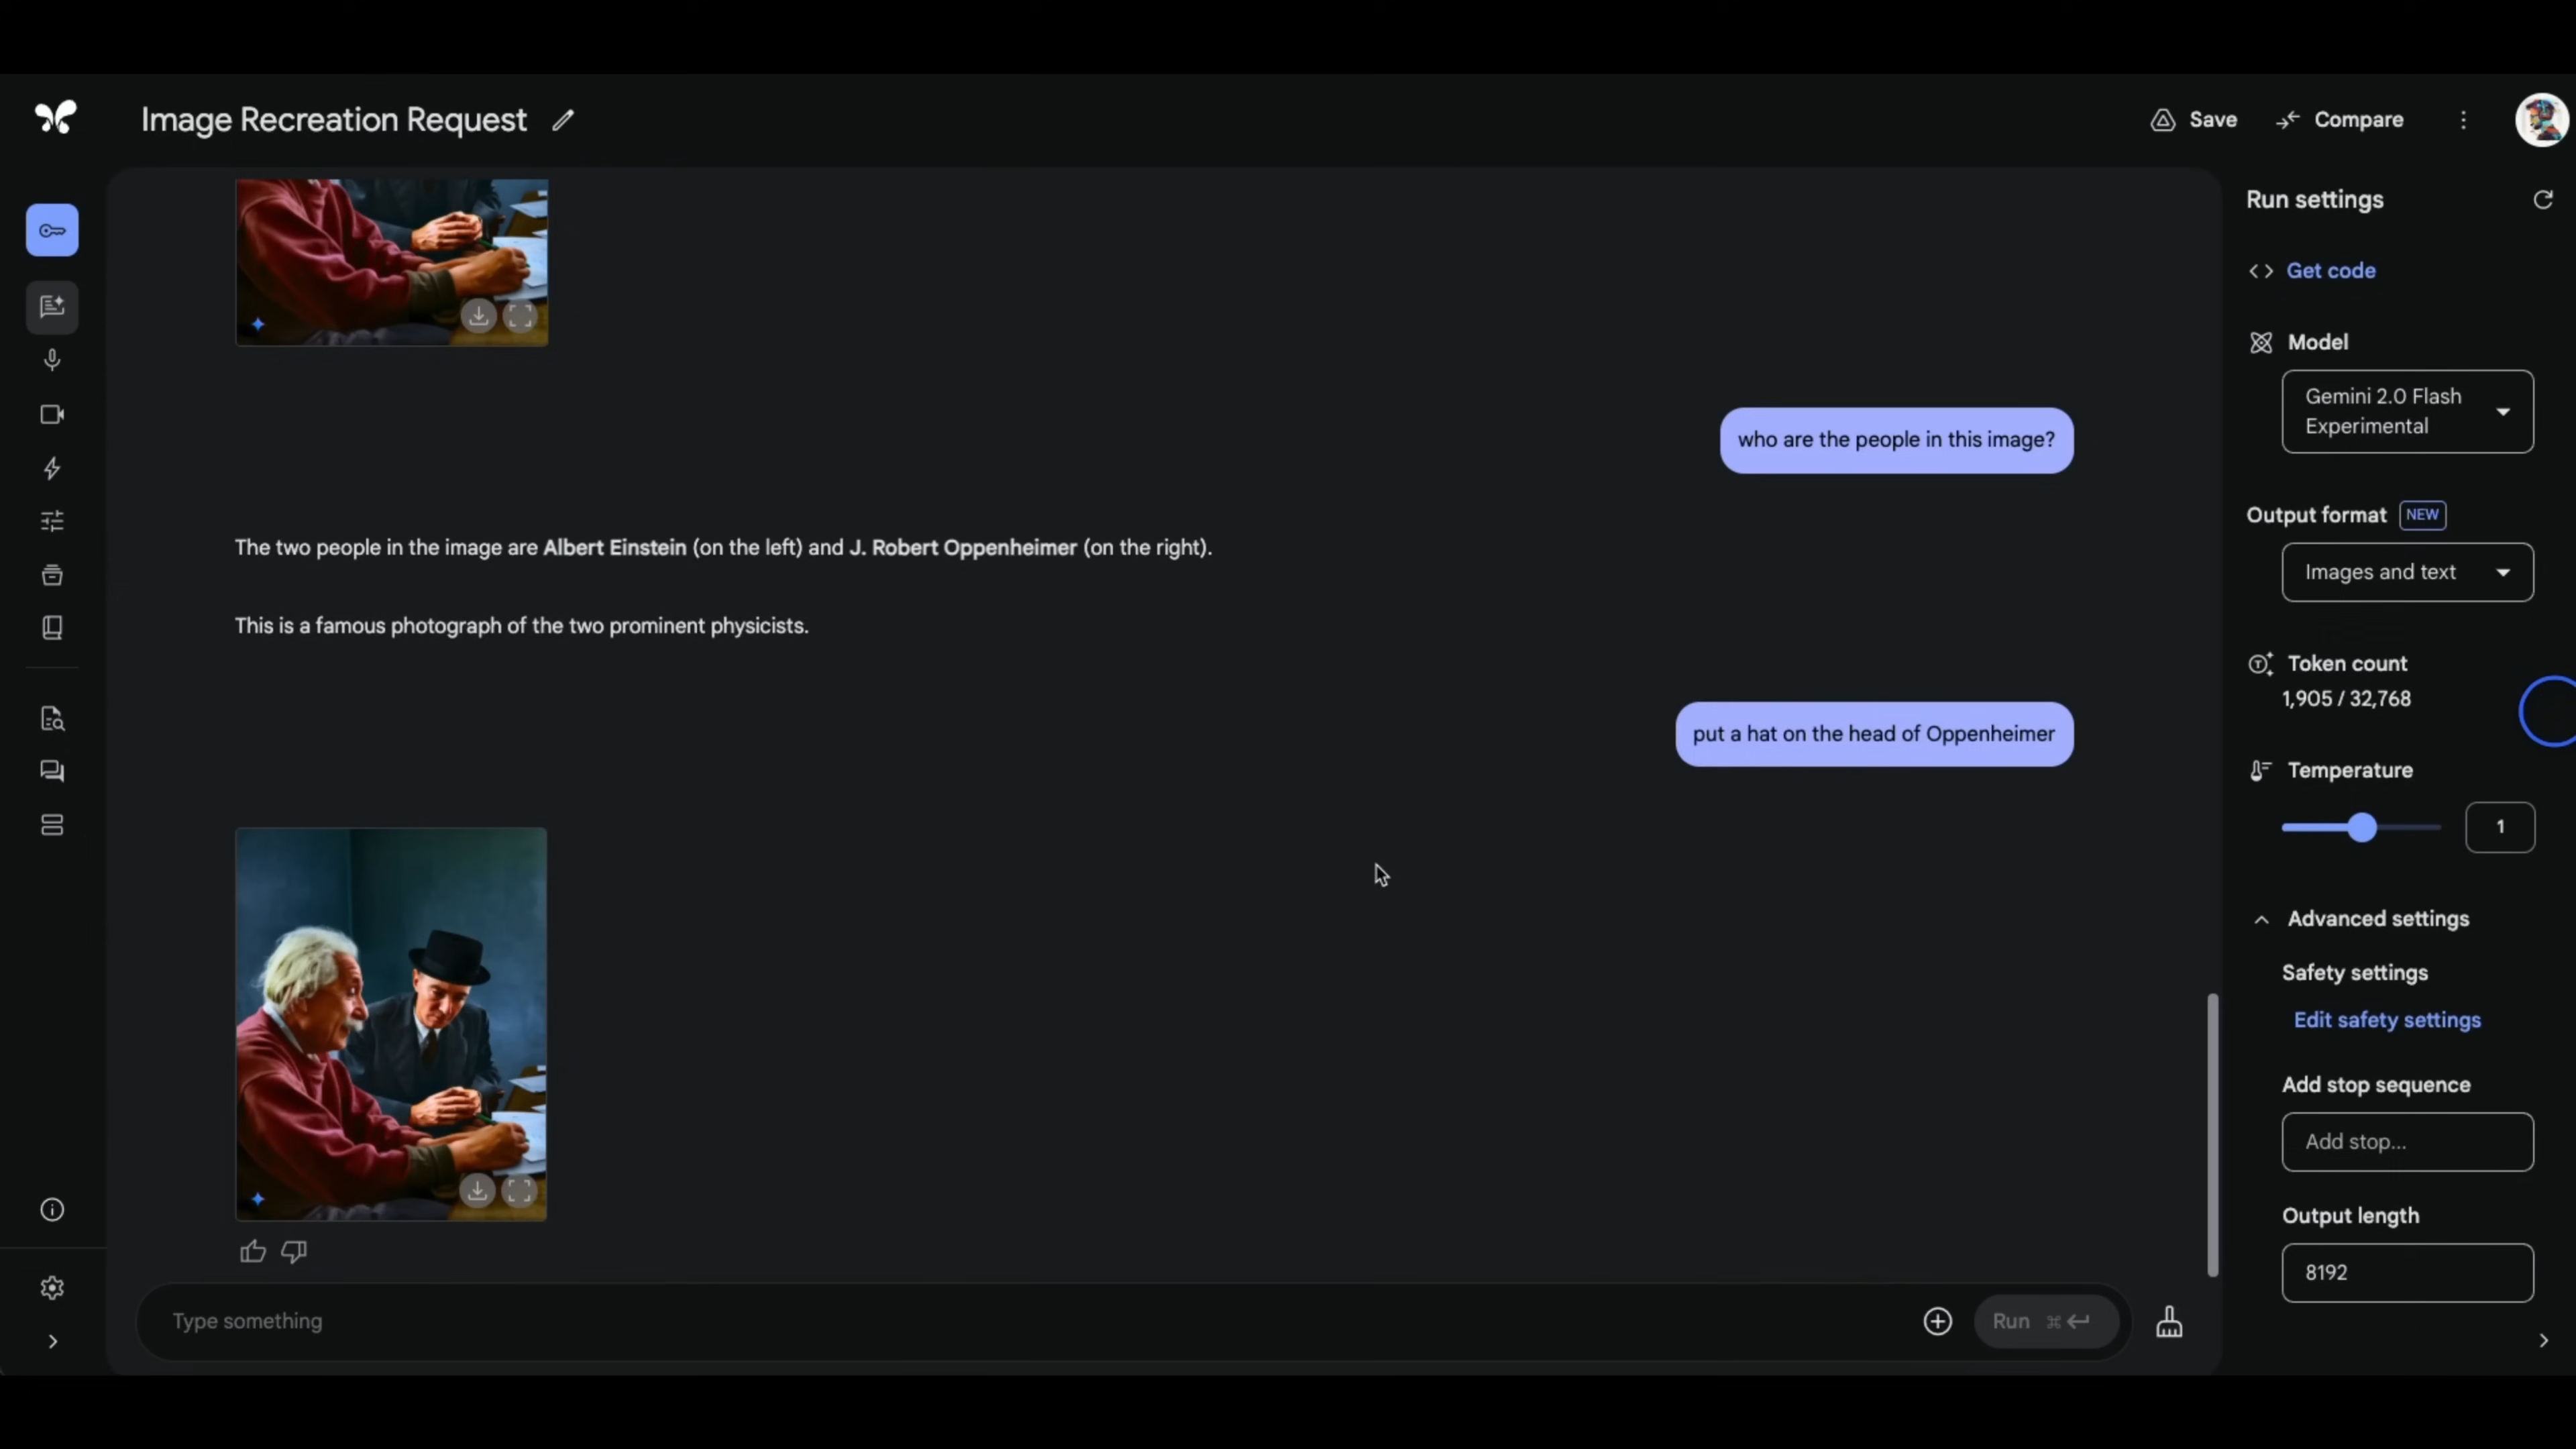 Image Recreation Request
Save
Compare
who are the people in this image?
The two people in the image are Albert Einstein (on the left) and J. Robert Oppenheimer (on the right).
This is a famous photograph of the two prominent physicists.
put a hat on the head of Oppenheimer
Type something
Run ⌘ ↵
Run settings
Get code
Model
Gemini 2.0 Flash
Experimental
Output format NEW
Images and text
Token count
1,905 / 32,768
Temperature
1
Advanced settings
Safety settings
Edit safety settings
Add stop sequence
Add stop...
Output length
8192